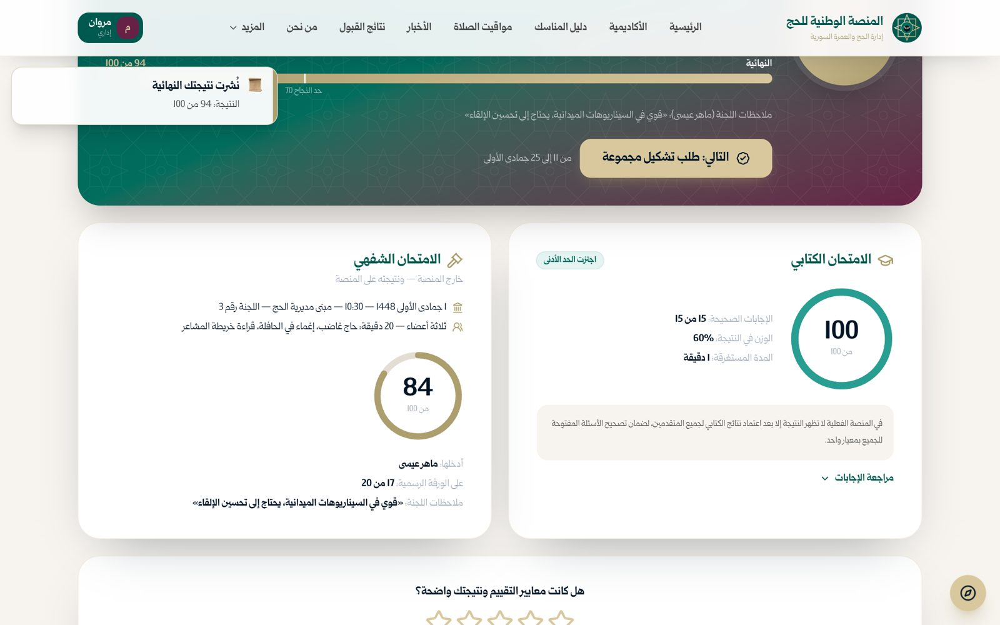 المنصة الوطنية للحج
إدارة الحج والعمرة السورية
الرئيسية
الأكاديمية
دليل المناسك
مواقيت الصلاة
الأخبار
نتائج القبول
من نحن
المزيد
م
مروان
إداري
النهائية
94 من 100
حد النجاح 70
نُشرت نتيجتك النهائية
النتيجة: 94 من 100
ملاحظات اللجنة (ماهر عيسى): «قوي في السيناريوهات الميدانية، يحتاج إلى تحسين الإلقاء»
التالي: طلب تشكيل مجموعة
من 11 إلى 25 جمادى الأولى
الامتحان الكتابي
اجتزت الحد الأدنى
100
من 100
الإجابات الصحيحة: 15 من 15
الوزن في النتيجة: 60%
المدة المستغرقة: 1 دقيقة
في المنصة الفعلية لا تظهر النتيجة إلا بعد اعتماد نتائج الكتابي لجميع المتقدمين، لضمان تصحيح الأسئلة المفتوحة
للجميع بمعيار واحد.
مراجعة الإجابات
الامتحان الشفهي
خارج المنصة — ونتيجته على المنصة
1 جمادى الأولى 1448 — 10:30 — مبنى مديرية الحج — اللجنة رقم 3
ثلاثة أعضاء — 20 دقيقة: حاج غاضب، إغماء في الحافلة، قراءة خريطة المشاعر
84
من 100
أدخلها: ماهر عيسى
على الورقة الرسمية: 17 من 20
ملاحظات اللجنة: «قوي في السيناريوهات الميدانية، يحتاج إلى تحسين الإلقاء»
هل كانت معايير التقييم ونتيجتك واضحة؟